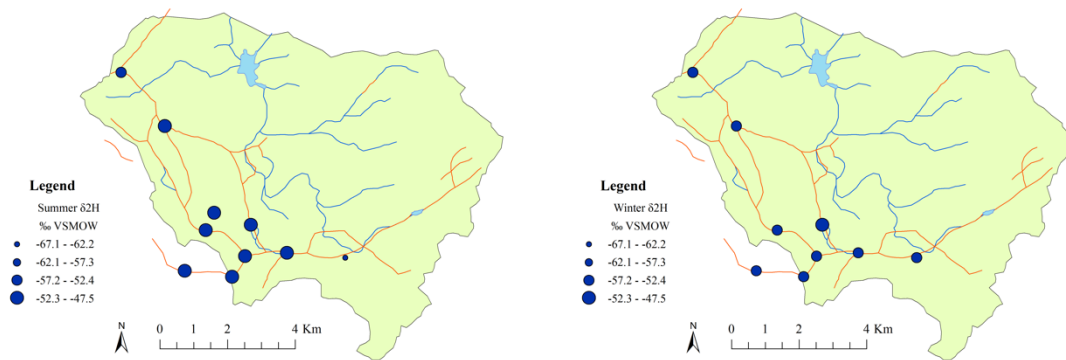 Legend
Summer δ2H
‰ VSMOW
-67.1 - -62.2
-62.1 - -57.3
-57.2 - -52.4
-52.3 - -47.5
N
0 1 2 4 Km
Legend
Winter δ2H
‰ VSMOW
-67.1 - -62.2
-62.1 - -57.3
-57.2 - -52.4
-52.3 - -47.5
N
0 1 2 4 Km